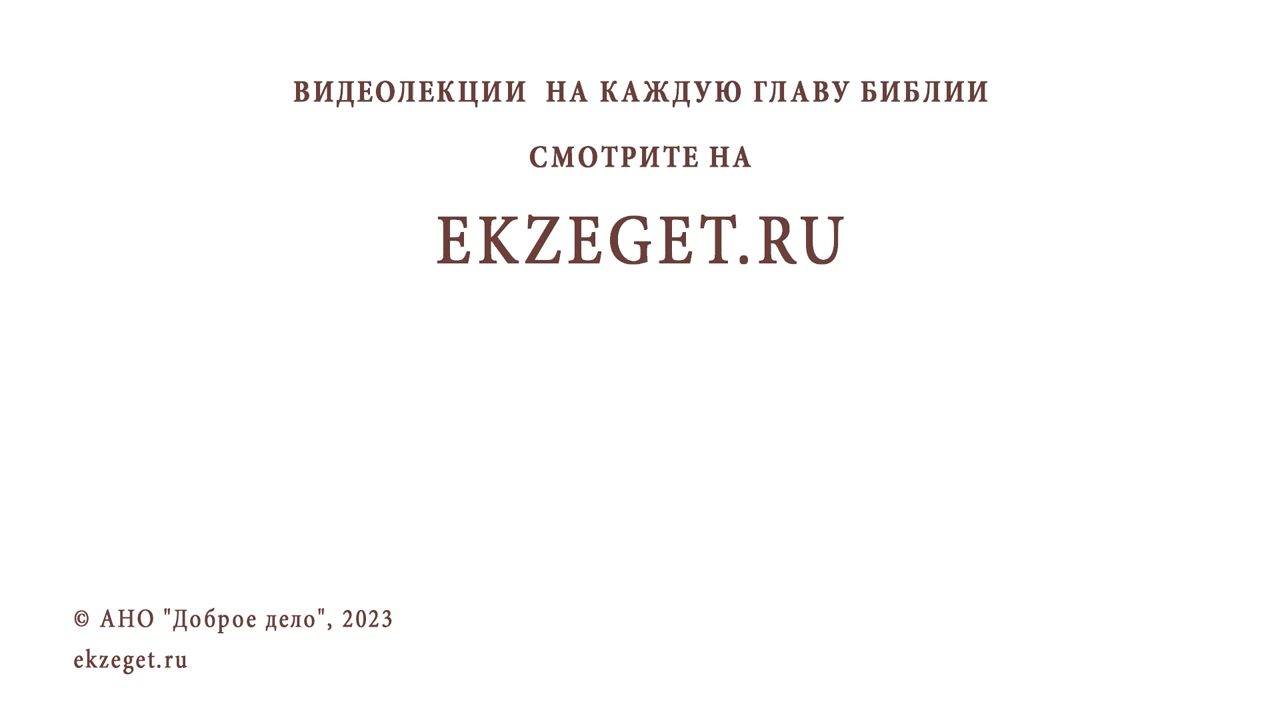 ВИДЕОЛЕКЦИИ НА КАЖДУЮ ГЛАВУ БИБЛИИ
СМОТРИТЕ НА
EKZEGET.RU
© АНО "Доброе дело", 2023
ekzeget.ru